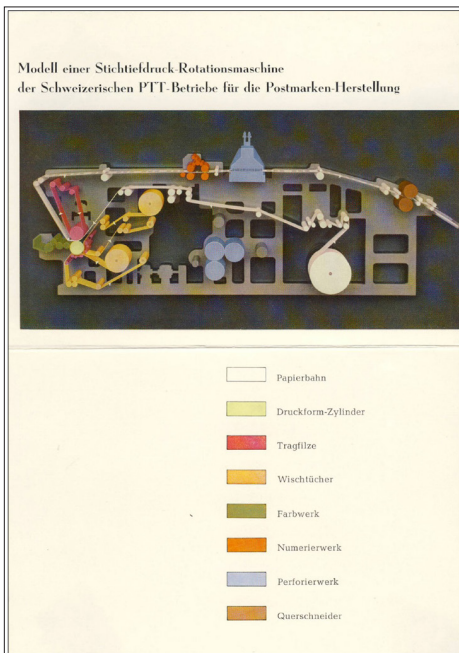 Modell einer Stichtiefdruck-Rotationsmaschine
der Schweizerischen PTT-Betriebe für die Postmarken-Herstellung
Papierbahn
Druckform-Zylinder
Tragfilze
Wischtücher
Farbwerk
Numerierwerk
Perforierwerk
Querschneider